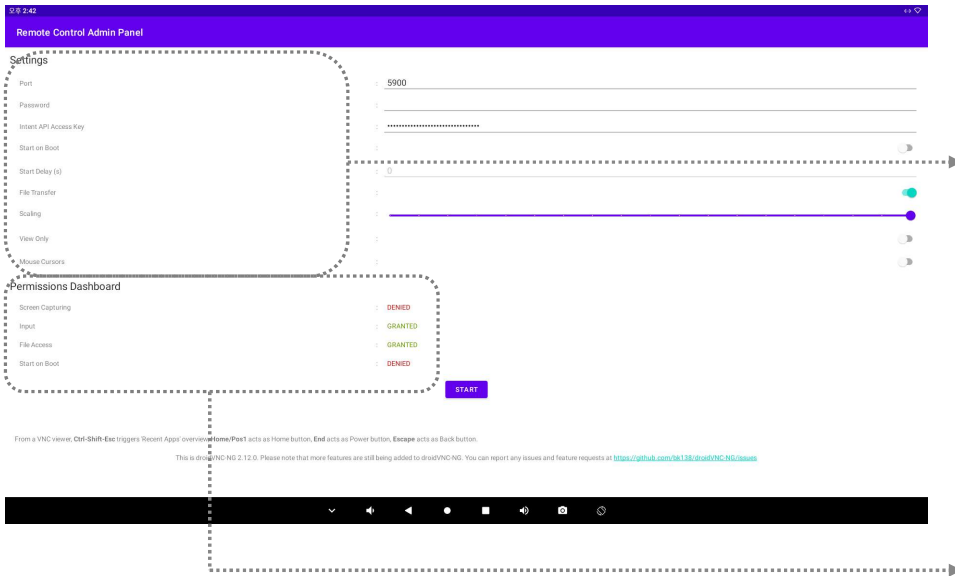 오후 2:42
Remote Control Admin Panel
Settings
Port : 5900
Password :
Intent API Access Key : ••••••••••••••••••••••••••••••••
Start on Boot :
Start Delay (s) : 0
File Transfer :
Scaling :
View Only :
Mouse Cursors :
Permissions Dashboard
Screen Capturing : DENIED
Input : GRANTED
File Access : GRANTED
Start on Boot : DENIED
START
From a VNC viewer, Ctrl-Shift-Esc triggers 'Recent Apps' overview, Home/Pos1 acts as Home button, End acts as Power button, Escape acts as Back button.
This is droidVNC-NG 2.12.0. Please note that more features are still being added to droidVNC-NG. You can report any issues and feature requests at https://github.com/bk138/droidVNC-NG/issues